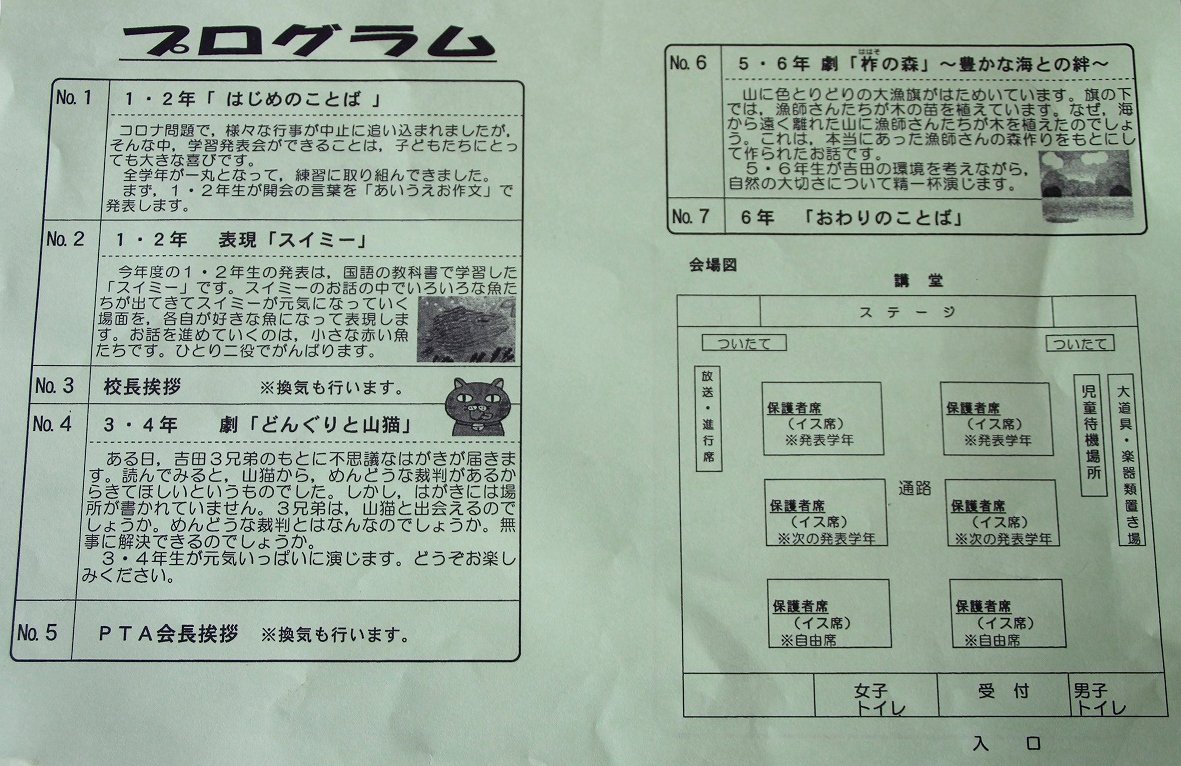 プログラム
No.1 1・2年「 はじめのことば 」
コロナ問題で，様々な行事が中止に追い込まれましたが，
そんな中，学習発表会ができることは，子どもたちにとっ
ても大きな喜びです。
全学年が一丸となって，練習に取り組んできました。
まず，1・2年生が開会の言葉を「あいうえお作文」で
発表します。
No.2 1・2年 表現「スイミー」
今年度の1・2年生の発表は，国語の教科書で学習した
「スイミー」です。スイミーのお話の中でいろいろな魚た
ちが出てきてスイミーが元気になっていく
場面を，各自が好きな魚になって表現しま
す。お話を進めていくのは，小さな赤い魚
たちです。ひとり二役でがんばります。
No.3 校長挨拶 ※換気も行います。
No.4 3・4年 劇「どんぐりと山猫」
ある日，吉田3兄弟のもとに不思議なはがきが届きま
す。読んでみると，山猫から，めんどうな裁判があるか
らきてほしいというものでした。しかし，はがきには場
所が書かれていません。3兄弟は，山猫と出会えるので
しょうか。めんどうな裁判とはなんなのでしょうか。無
事に解決できるのでしょうか。
3・4年生が元気いっぱいに演じます。どうぞお楽し
みください。
No.5 PTA会長挨拶 ※換気も行います。
ははそ
No.6 5・6年 劇「柞の森」～豊かな海との絆～
山に色とりどりの大漁旗がはためいています。旗の下
では，漁師さんたちが木の苗を植えています。なぜ，海
から遠く離れた山に漁師さんたちが木を植えたのでしょ
う。これは，本当にあった漁師さんの森作りをもとにし
て作られたお話です。
5・6年生が吉田の環境を考えながら，
自然の大切さについて精一杯演じます。
No.7 6年 「おわりのことば」
会場図
講堂
ステージ
ついたて
ついたて
放送・進行席
保護者席
（イス席）
※発表学年
保護者席
（イス席）
※発表学年
児童待機場所
大道具・楽器類置き場
通路
保護者席
（イス席）
※次の発表学年
保護者席
（イス席）
※次の発表学年
保護者席
（イス席）
※自由席
保護者席
（イス席）
※自由席
女子
トイレ
受付
男子
トイレ
入口